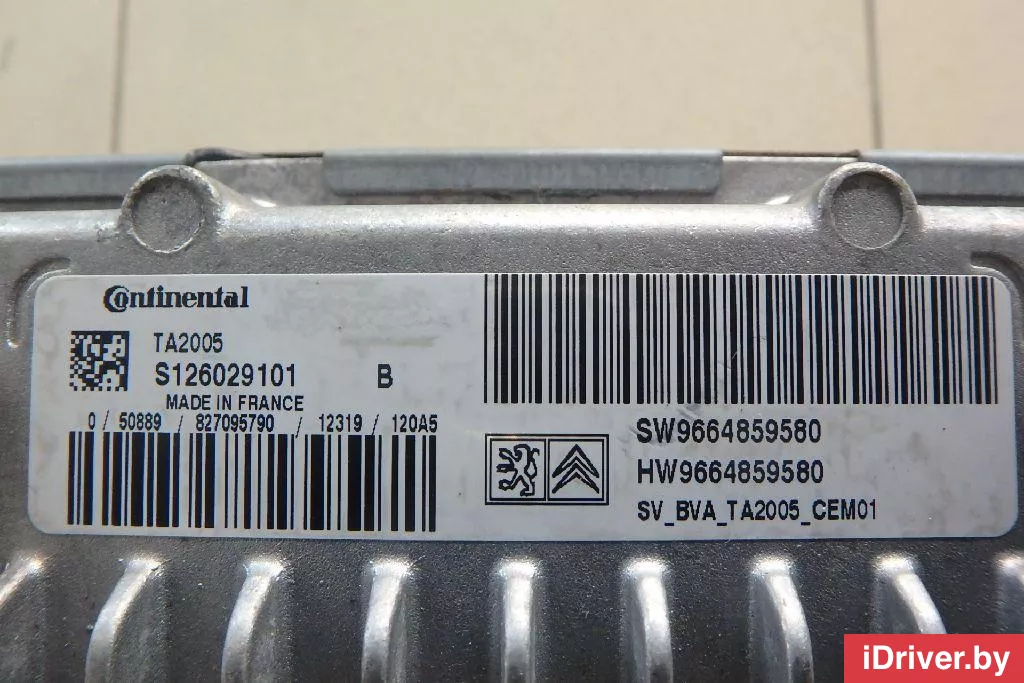 Continental
TA2005
S126029101 B
MADE IN FRANCE
0 / 50889 / 827095790 / 12319 / 120A5
SW9664859580
HW9664859580
SV_BVA_TA2005_CEM01
iDriver.by